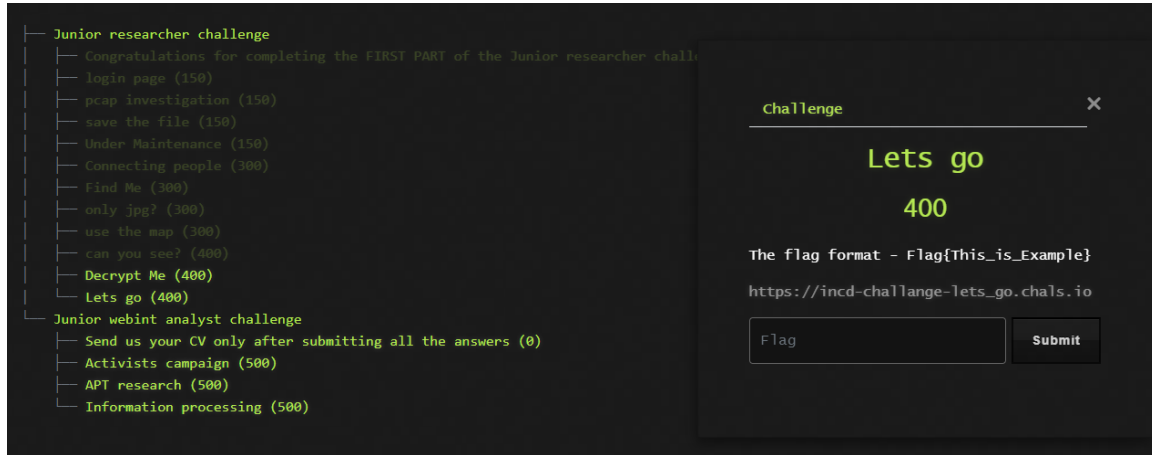 Junior researcher challenge
Congratulations for completing the FIRST PART of the Junior researcher
login page (150)
pcap investigation (150)
save the file (150)
Under Maintenance (150)
Connecting people (300)
Find Me (300)
only jpg? (300)
use the map (300)
can you see? (400)
Decrypt Me (400)
Lets go (400)
Junior webint analyst challenge
Send us your CV only after submitting all the answers (0)
Activists campaign (500)
APT research (500)
Information processing (500)
Challenge
×
Lets go
400
The flag format - Flag{This_is_Example}
https://incd-challange-lets_go.chals.io
Flag
Submit